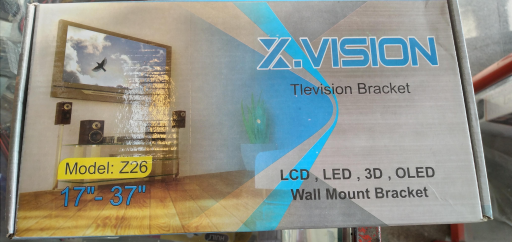 X.VISION
Tlevision Bracket
Model: Z26
17"- 37"
LCD , LED , 3D , OLED
Wall Mount Bracket